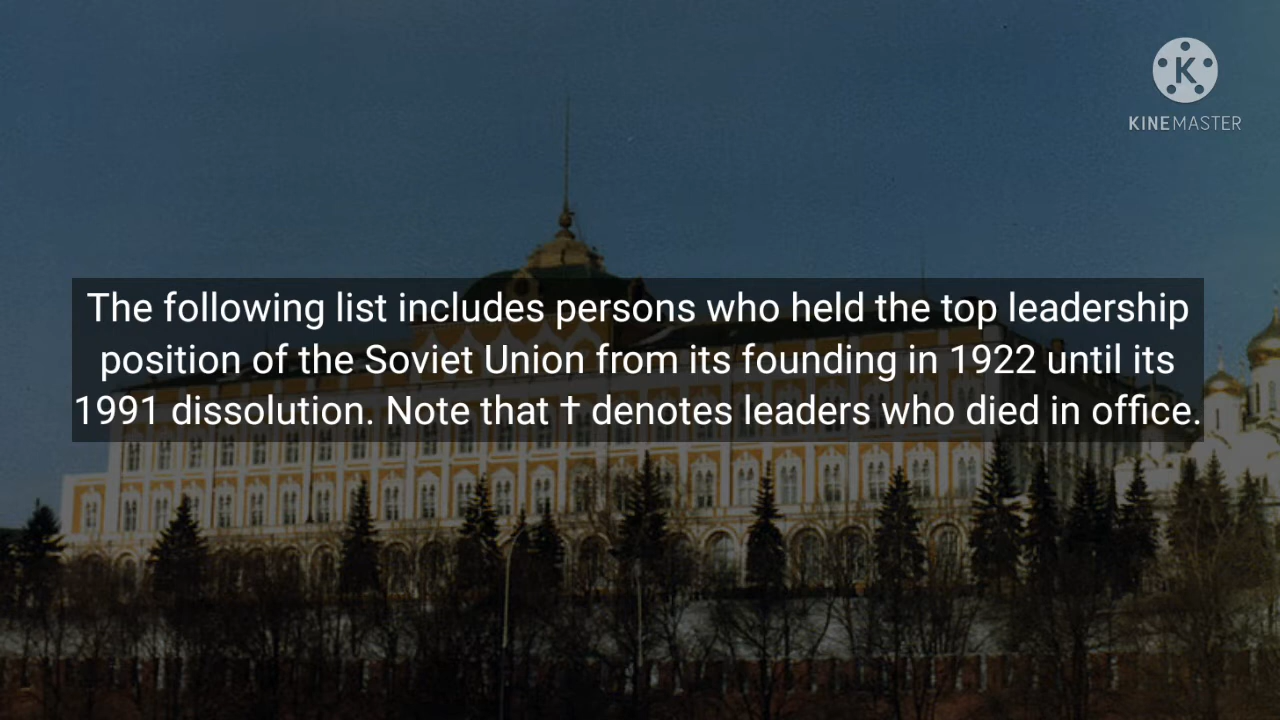 K
KINEMASTER
The following list includes persons who held the top leadership
position of the Soviet Union from its founding in 1922 until its
1991 dissolution. Note that † denotes leaders who died in office.